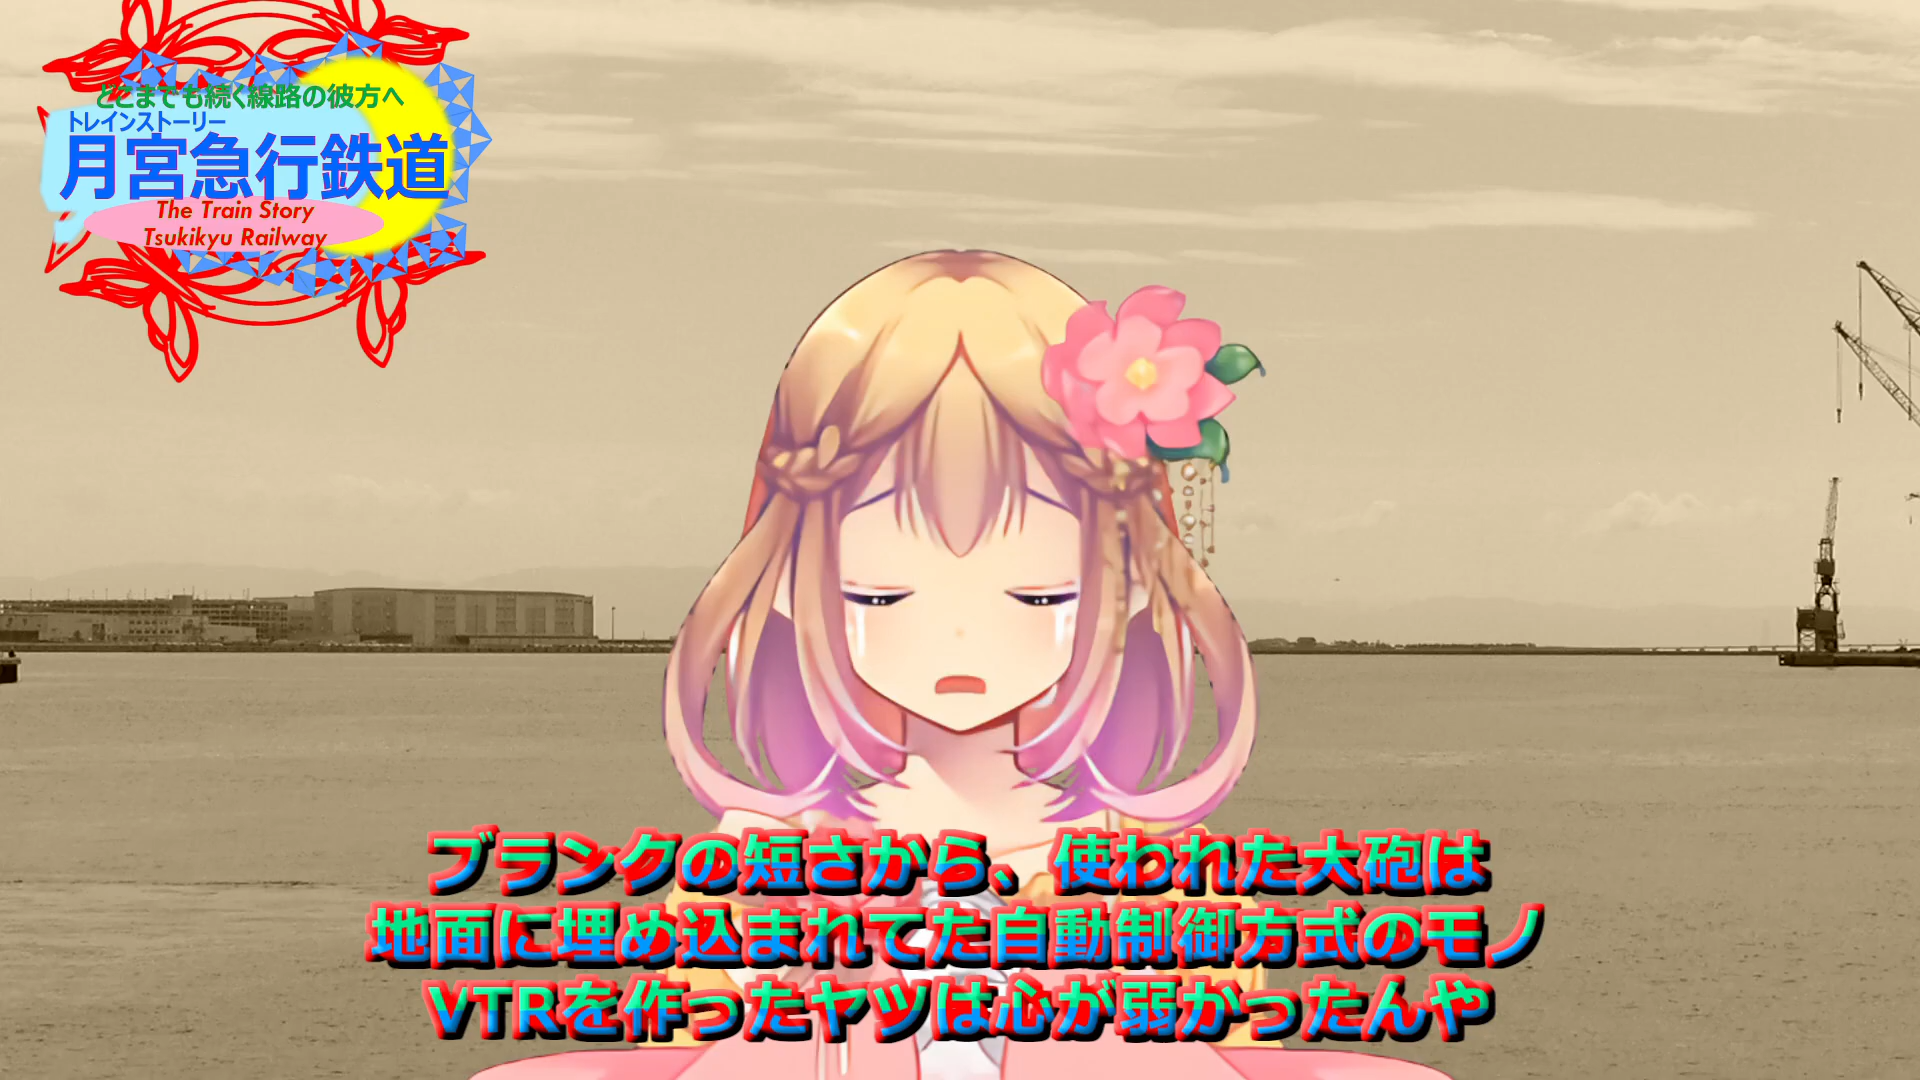 どこまでも続く線路の彼方へ
トレインストーリー
月宮急行鉄道
The Train Story
Tsukikyu Railway
ブランクの短さから、使われた大砲は
地面に埋め込まれてた自動制御方式のモノ
VTRを作ったヤツは心が弱かったんや